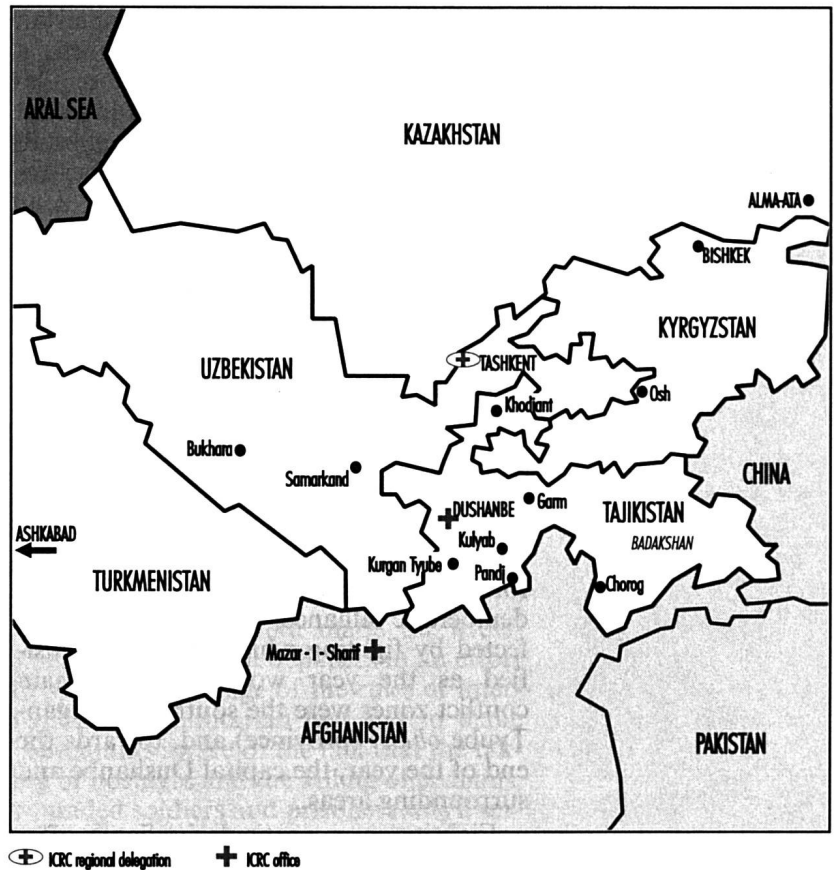 ARAL SEA
KAZAKHSTAN
ALMA-ATA
BISHKEK
KYRGYZSTAN
UZBEKISTAN
TASHKENT
Khodjant
Osh
Bukhara
Samarkand
CHINA
DUSHANBE
Garm
TAJIKISTAN
BADAKSHAN
ASHKABAD
Kulyab
Kurgan Tyube
Pandj
Chorog
TURKMENISTAN
Mazar - I - Sharif
AFGHANISTAN
PAKISTAN
ICRC regional delegation
ICRC office